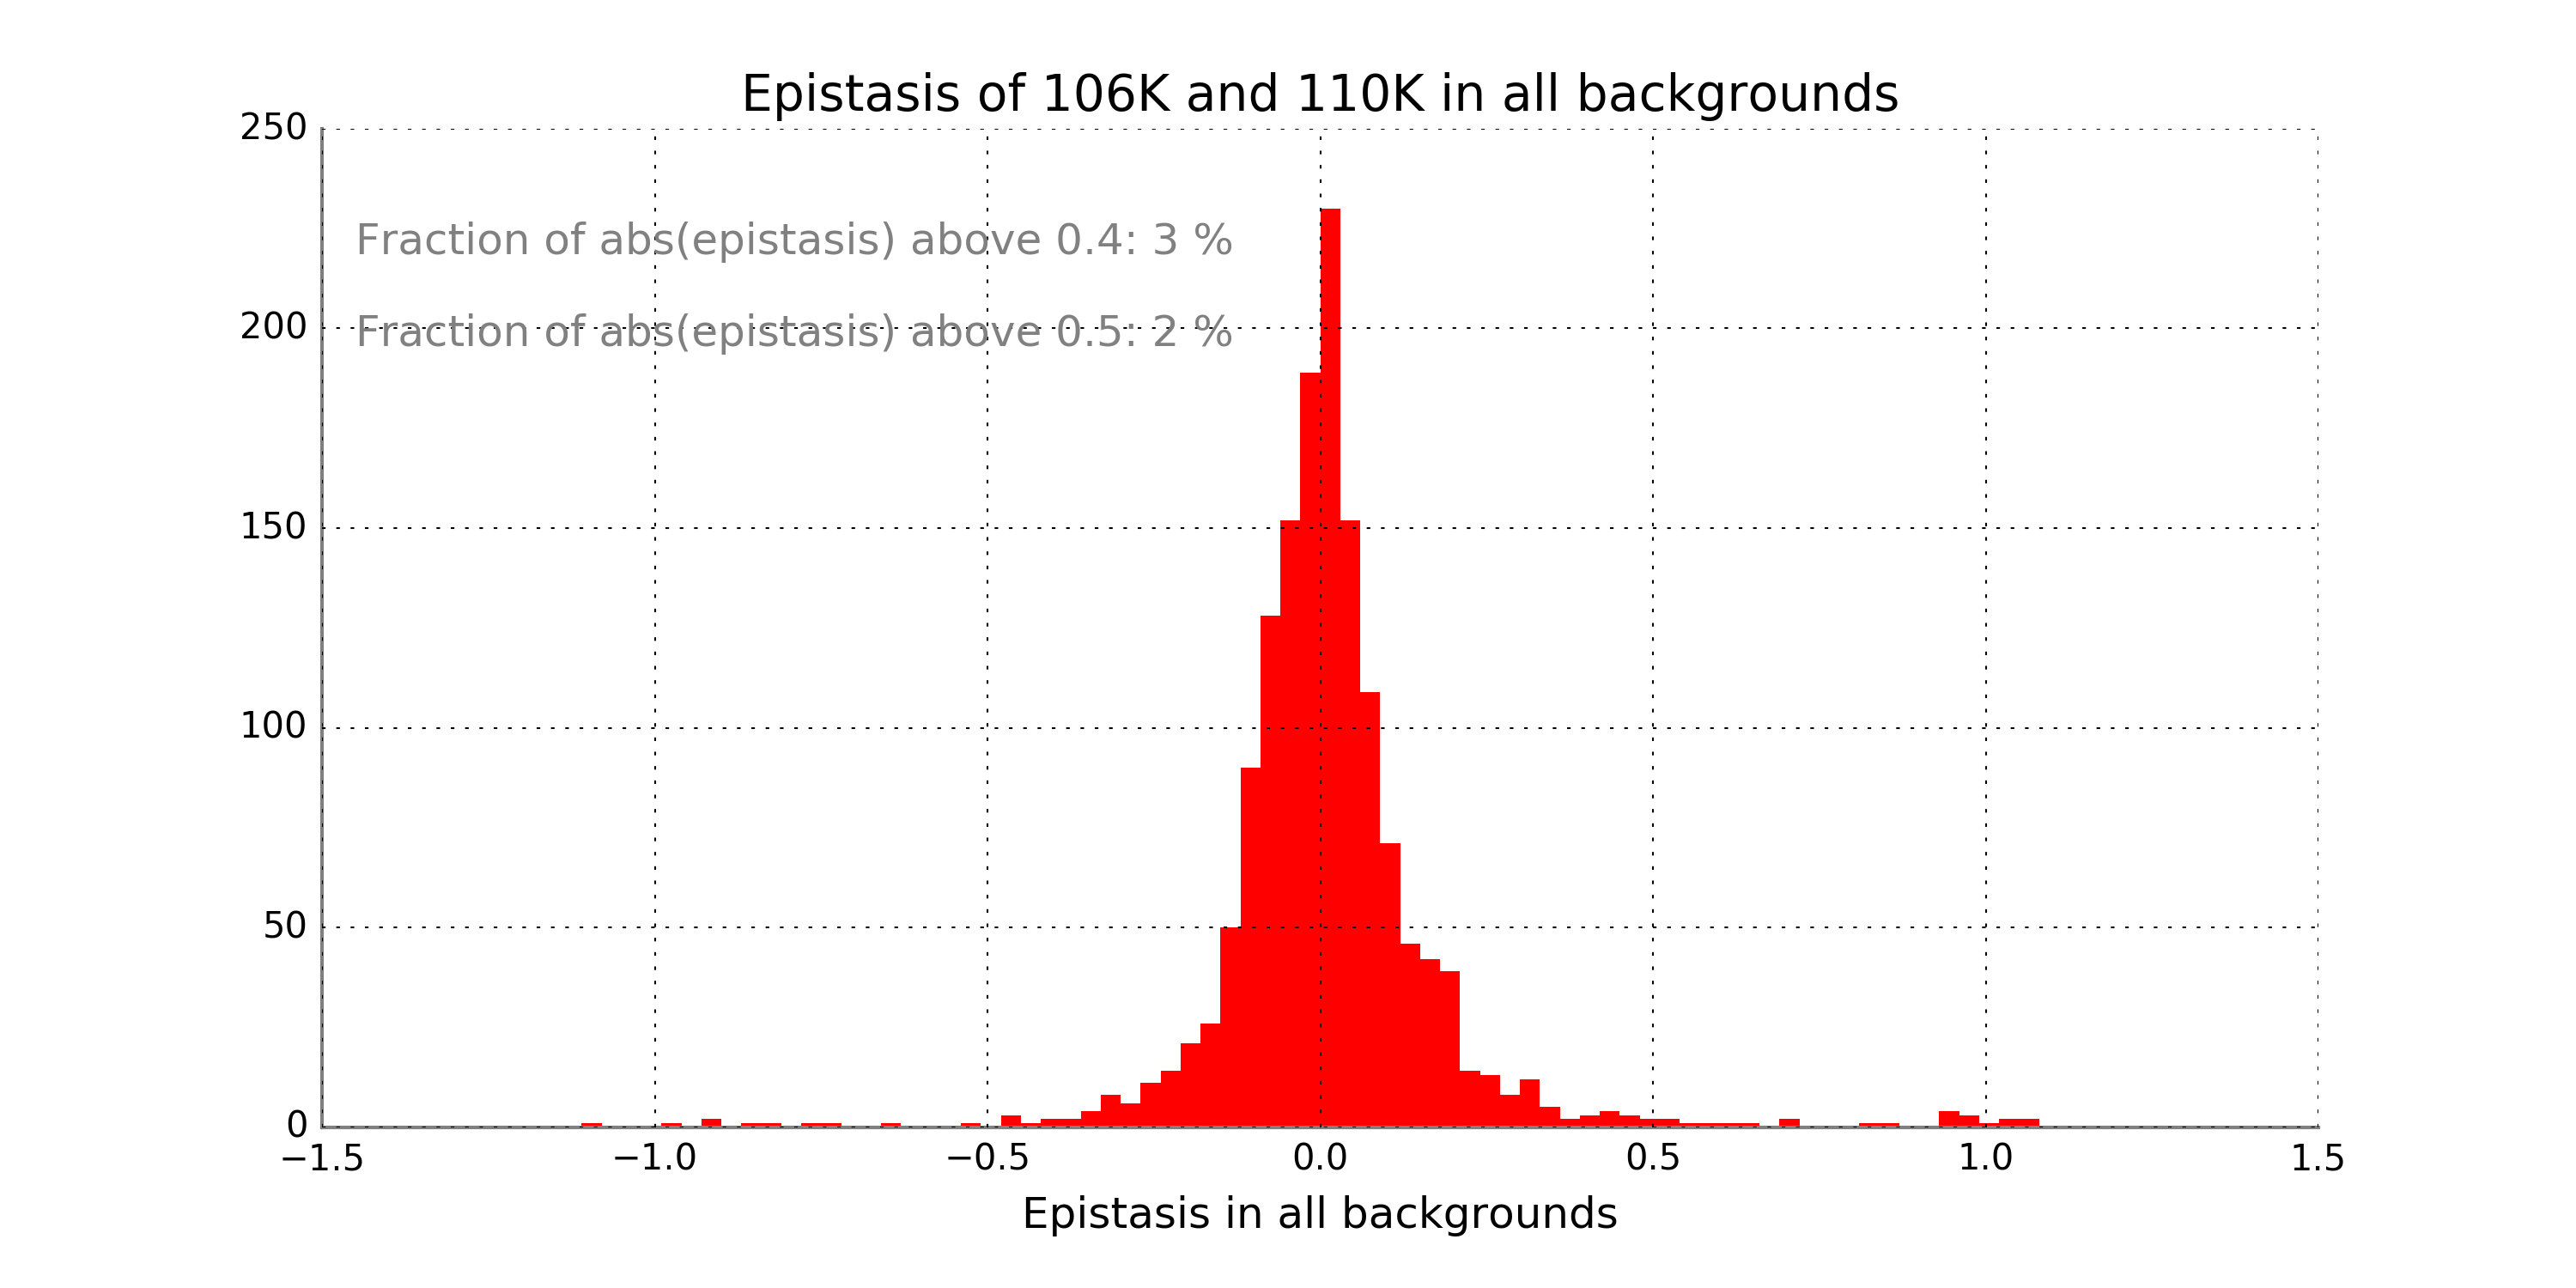 Epistasis of 106K and 110K in all backgrounds
250
Fraction of abs(epistasis) above 0.4: 3 %
200
Fraction of abs(epistasis) above 0.5: 2 %
150
100
50
0
−1.5 −1.0 −0.5 0.0 0.5 1.0 1.5
Epistasis in all backgrounds